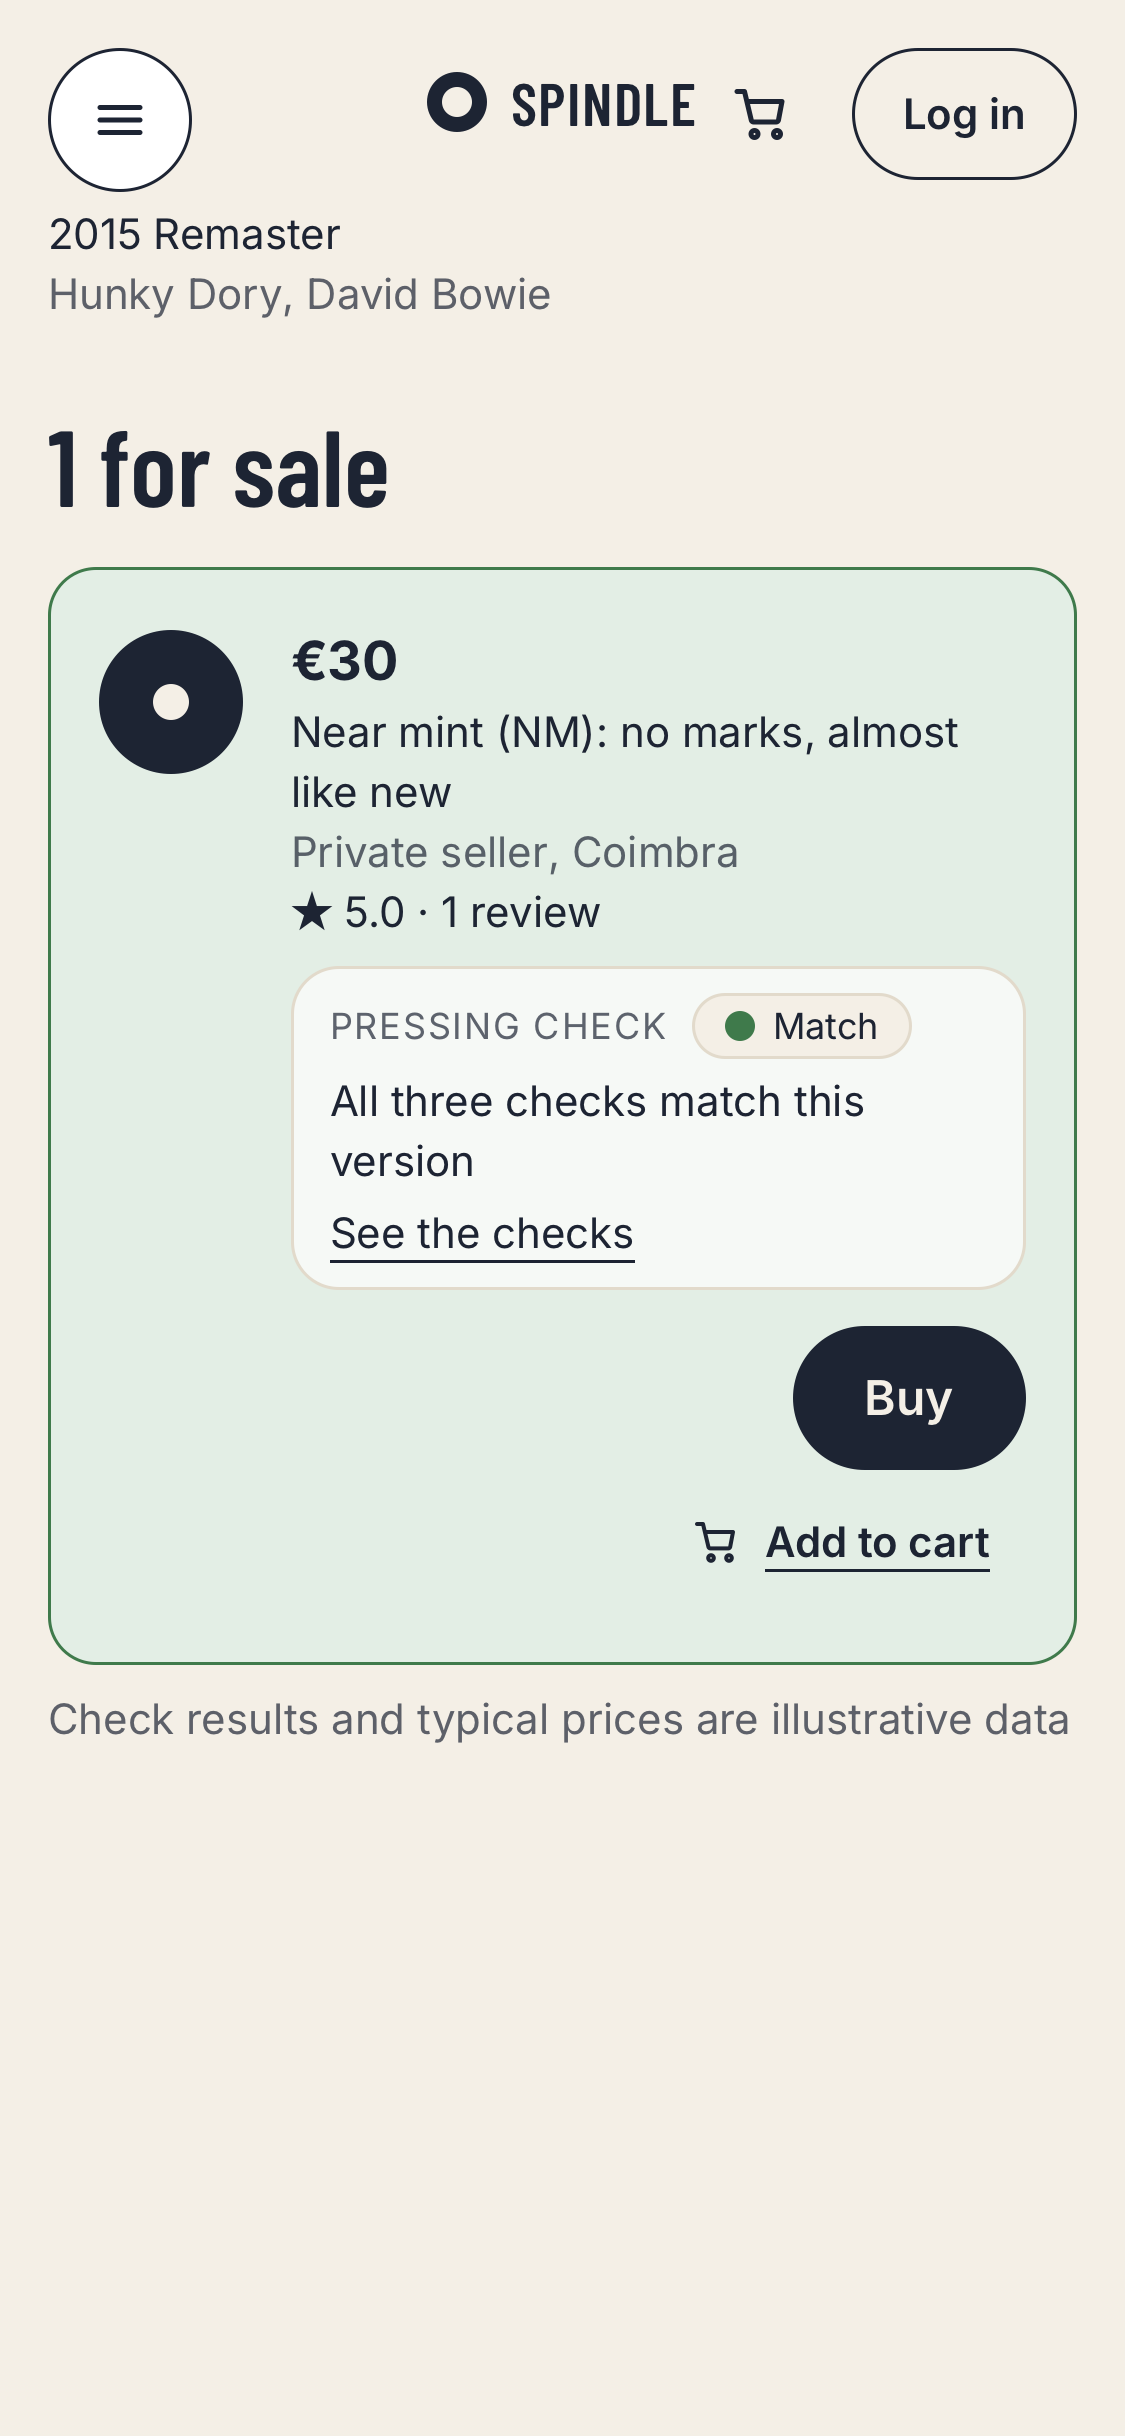 SPINDLE
Log in
2015 Remaster
Hunky Dory, David Bowie
1 for sale
€30
Near mint (NM): no marks, almost
like new
Private seller, Coimbra
★ 5.0 · 1 review
PRESSING CHECK
Match
All three checks match this
version
See the checks
Buy
Add to cart
Check results and typical prices are illustrative data